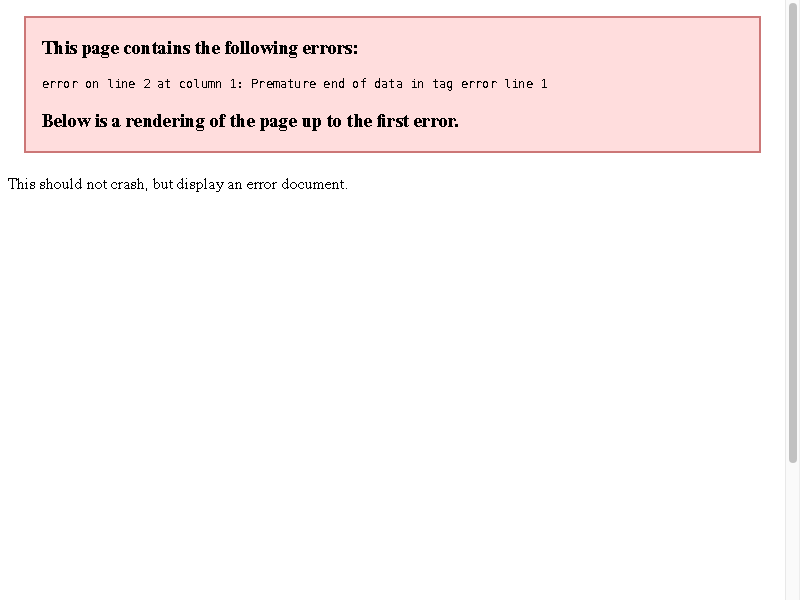 This page contains the following errors:
error on line 2 at column 1: Premature end of data in tag error line 1
Below is a rendering of the page up to the first error.
This should not crash, but display an error document.